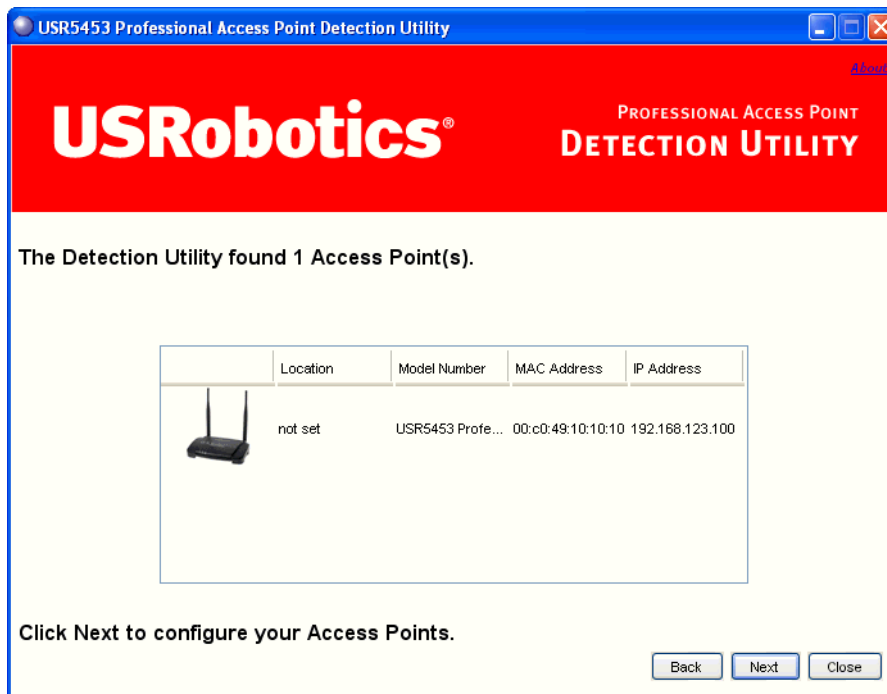 USR5453 Professional Access Point Detection Utility
About
USRobotics®
PROFESSIONAL ACCESS POINT
DETECTION UTILITY
The Detection Utility found 1 Access Point(s).
Location Model Number MAC Address IP Address
not set USR5453 Profe... 00:c0:49:10:10:10 192.168.123.100
Click Next to configure your Access Points.
Back Next Close